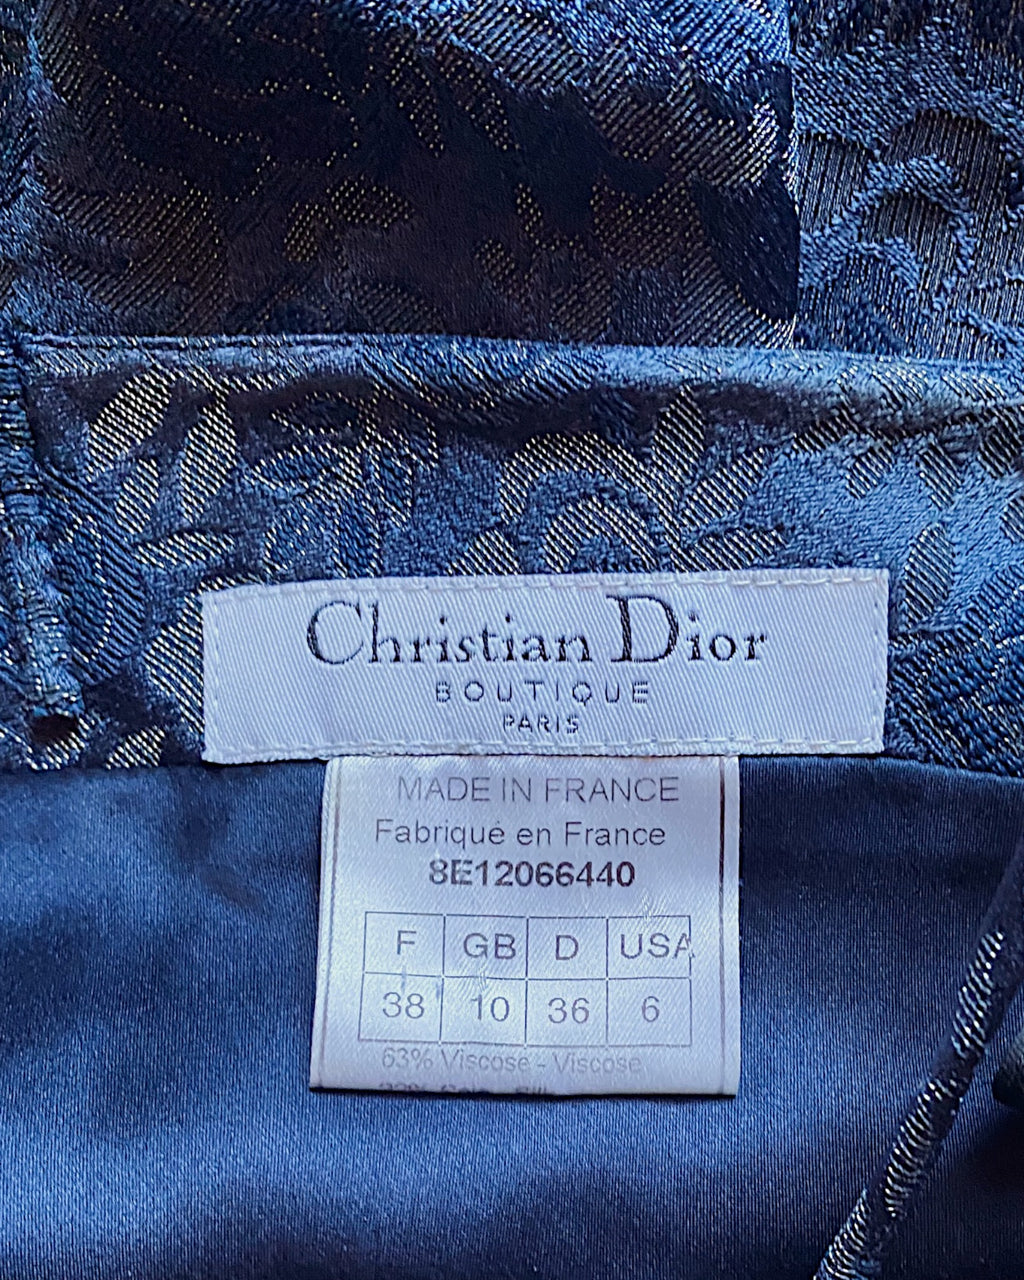 Christian Dior
BOUTIQUE
PARIS
MADE IN FRANCE
Fabriqué en France
8E12066440
F GB D USA
38 10 36 6
63% Viscose - Viscose